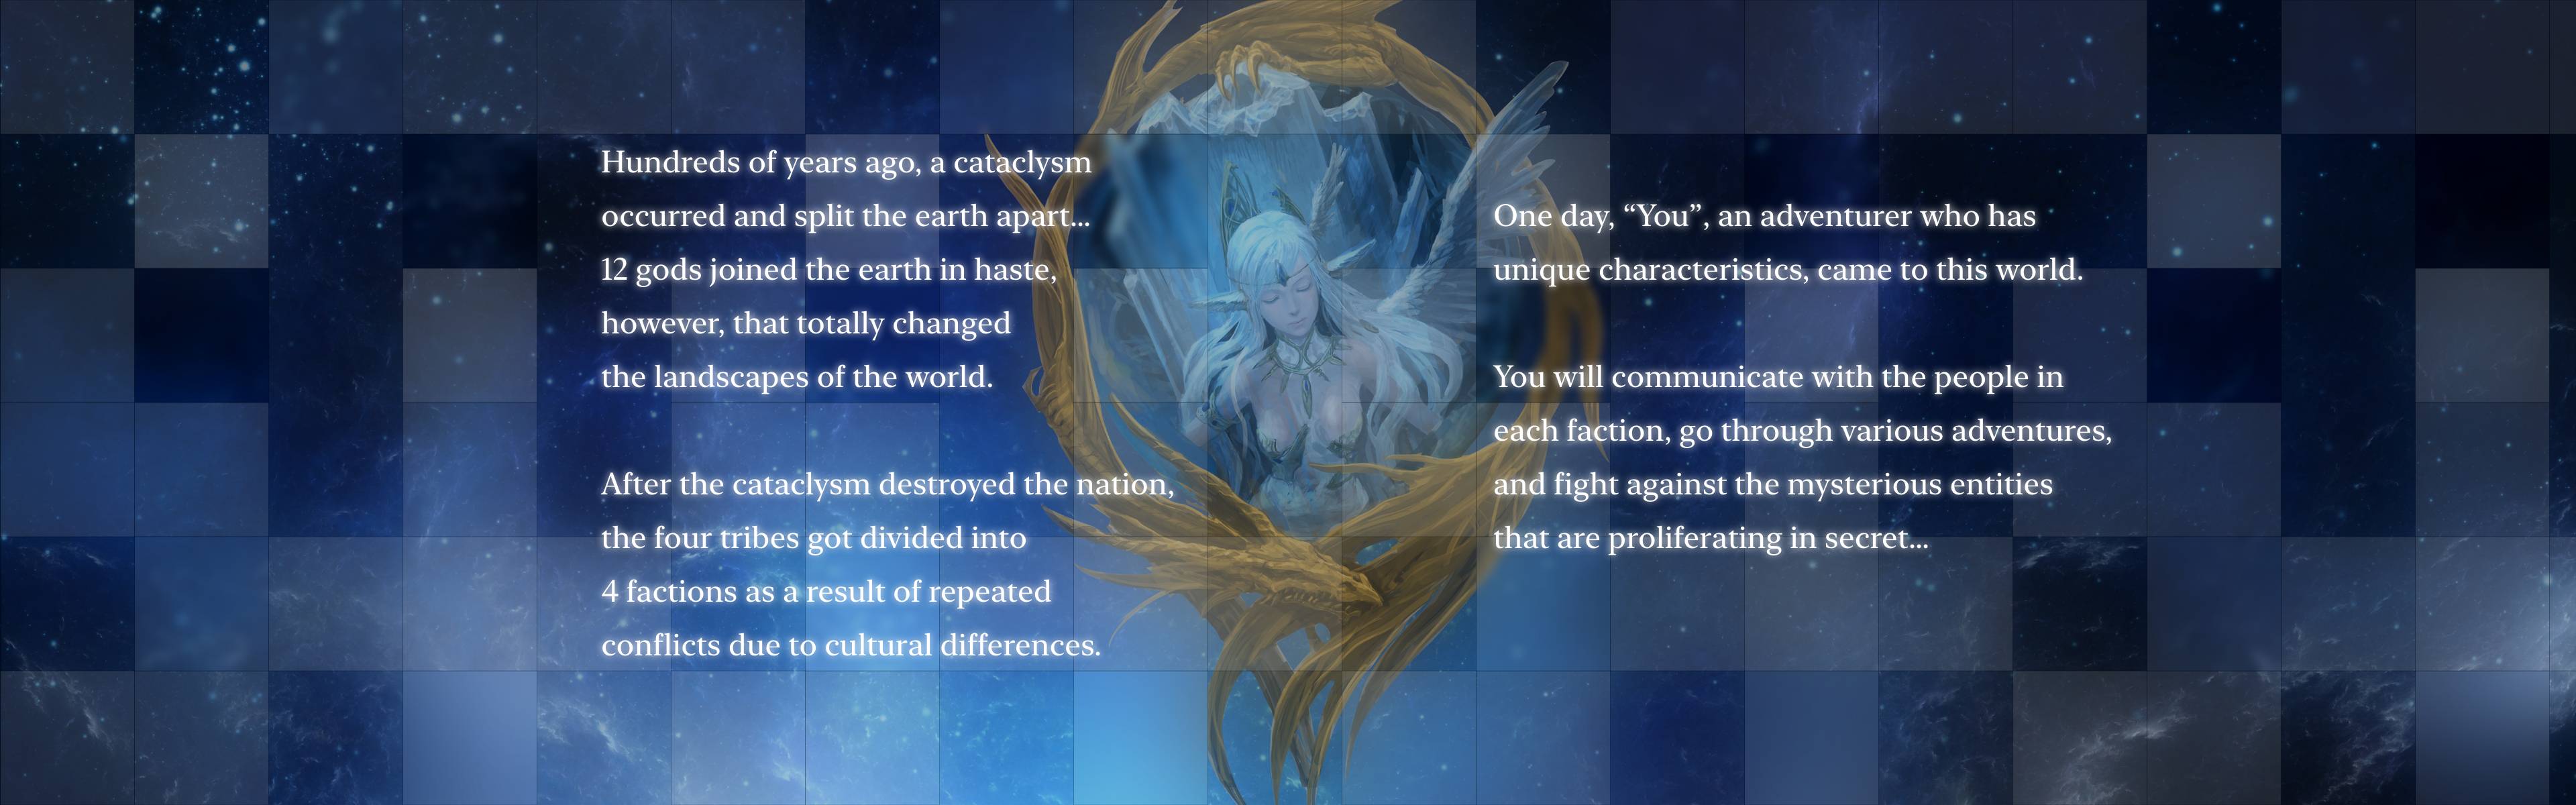 Hundreds of years ago, a cataclysm
occurred and split the earth apart...
12 gods joined the earth in haste,
however, that totally changed
the landscapes of the world.
After the cataclysm destroyed the nation,
the four tribes got divided into
4 factions as a result of repeated
conflicts due to cultural differences.
One day, “You”, an adventurer who has
unique characteristics, came to this world.
You will communicate with the people in
each faction, go through various adventures,
and fight against the mysterious entities
that are proliferating in secret...